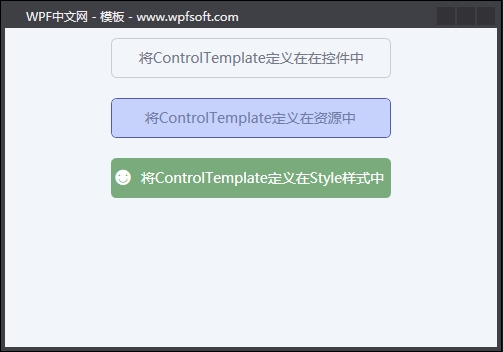 WPF中文网 - 模板 - www.wpfsoft.com
将ControlTemplate定义在在控件中
将ControlTemplate定义在资源中
将ControlTemplate定义在Style样式中